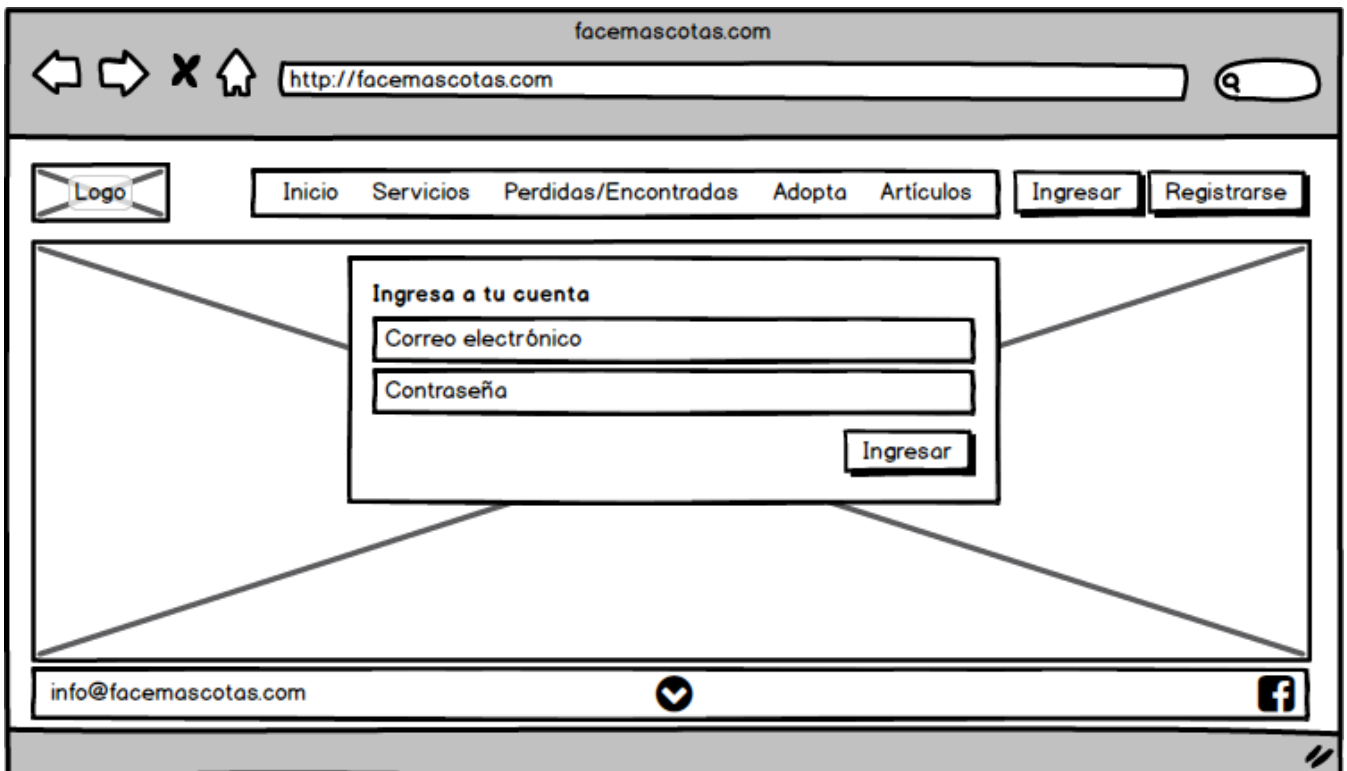 facemascotas.com
http://facemascotas.com
Logo Inicio Servicios Perdidas/Encontradas Adopta Artículos Ingresar Registrarse
Ingresa a tu cuenta
Correo electrónico
Contraseña
Ingresar
info@facemascotas.com